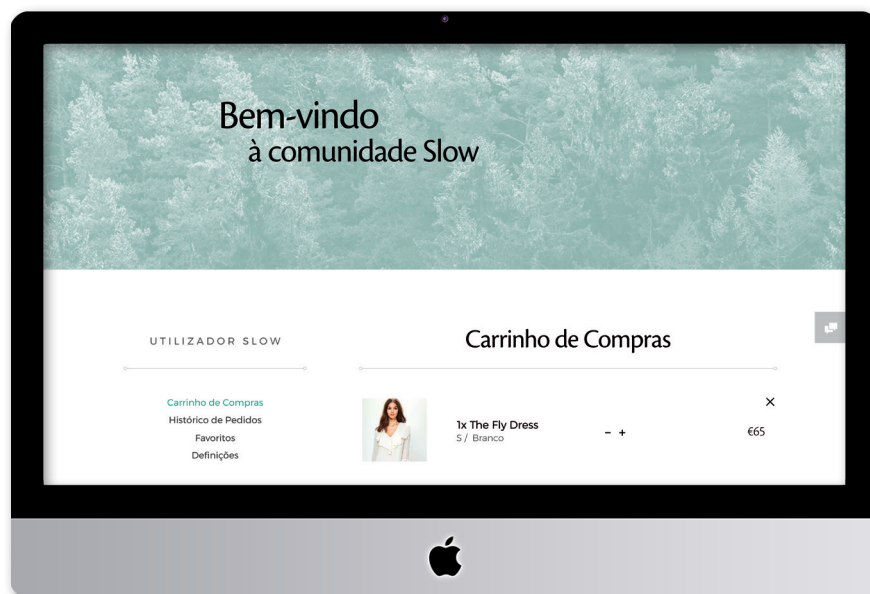 Bem-vindo
à comunidade Slow
UTILIZADOR SLOW
Carrinho de Compras
Histórico de Pedidos
Favoritos
Definições
Carrinho de Compras
1x The Fly Dress
S / Branco
– +
€65